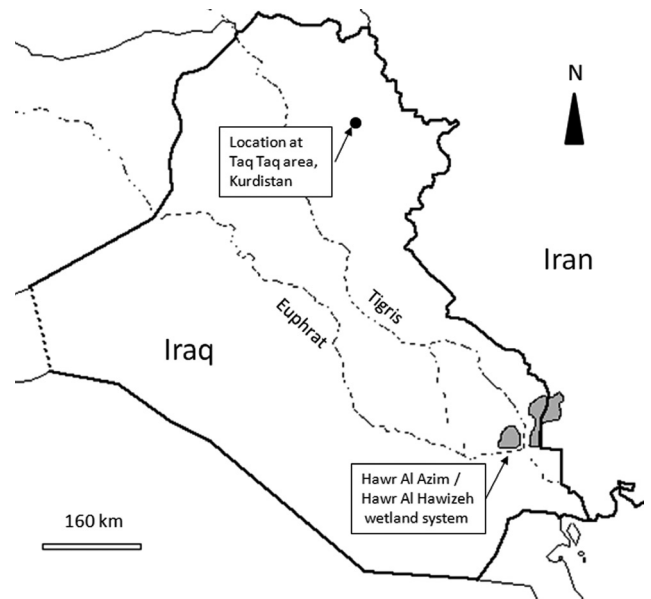 N
Location at
Taq Taq area,
Kurdistan
Iran
Tigris
Euphrat
Iraq
Hawr Al Azim /
Hawr Al Hawizeh
wetland system
160 km